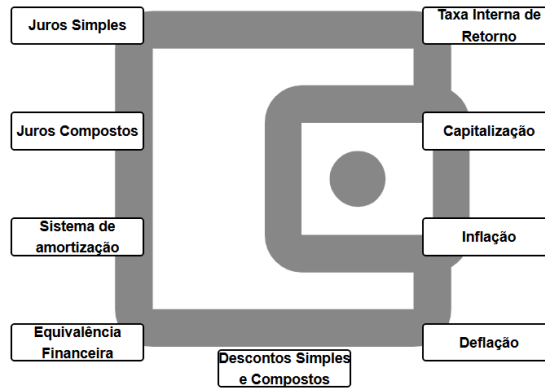 Juros Simples
Taxa Interna de
Retorno
Juros Compostos
Capitalização
Sistema de
amortização
Inflação
Equivalência
Financeira
Deflação
Descontos Simples
e Compostos